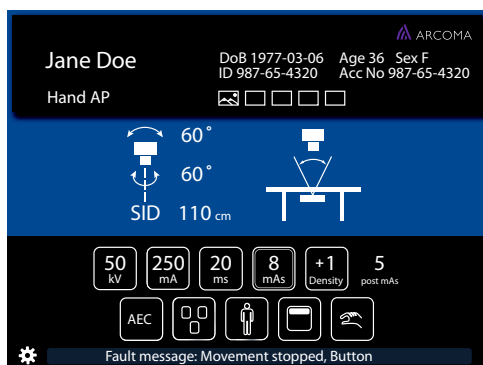 ARCOMA
Jane Doe
DoB 1977-03-06 Age 36 Sex F
ID 987-65-4320 Acc No 987-65-4320
Hand AP
60°
60°
SID 110 cm
50 kV 250 mA 20 ms 8 mAs +1 Density 5 post mAs
AEC
Fault message: Movement stopped, Button